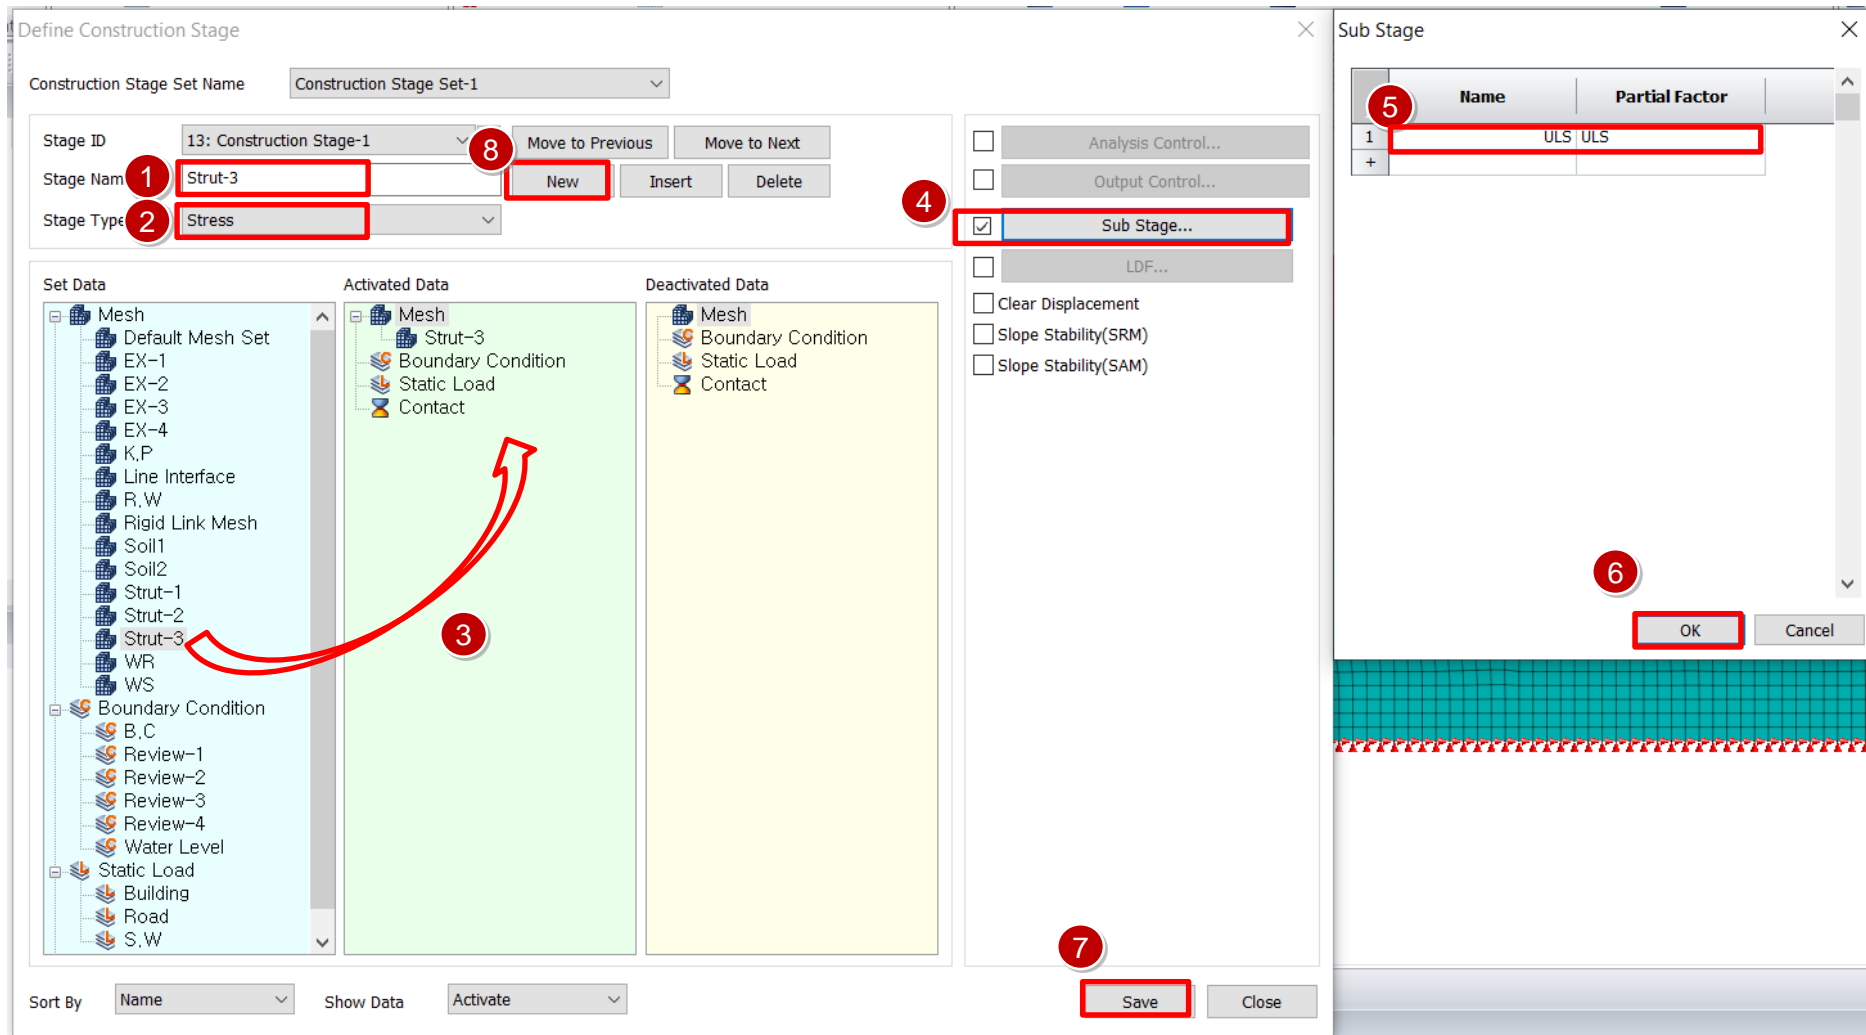 Define Construction Stage
Construction Stage Set Name
Construction Stage Set-1
Stage ID
13: Construction Stage-1
8
Move to Previous
Move to Next
Stage Nam
1
Strut-3
New
Insert
Delete
Stage Type
2
Stress
Set Data
Mesh
Default Mesh Set
EX-1
EX-2
EX-3
EX-4
K,P
Line Interface
R,W
Rigid Link Mesh
Soil1
Soil2
Strut-1
Strut-2
Strut-3
WR
WS
Boundary Condition
B,C
Review-1
Review-2
Review-3
Review-4
Water Level
Static Load
Building
Road
S,W
Activated Data
Mesh
Strut-3
Boundary Condition
Static Load
Contact
3
Deactivated Data
Mesh
Boundary Condition
Static Load
Contact
Analysis Control...
Output Control...
4
Sub Stage...
LDF...
Clear Displacement
Slope Stability(SRM)
Slope Stability(SAM)
Sort By
Name
Show Data
Activate
7
Save
Close
Sub Stage
5
Name
Partial Factor
1
ULS
ULS
+
6
OK
Cancel